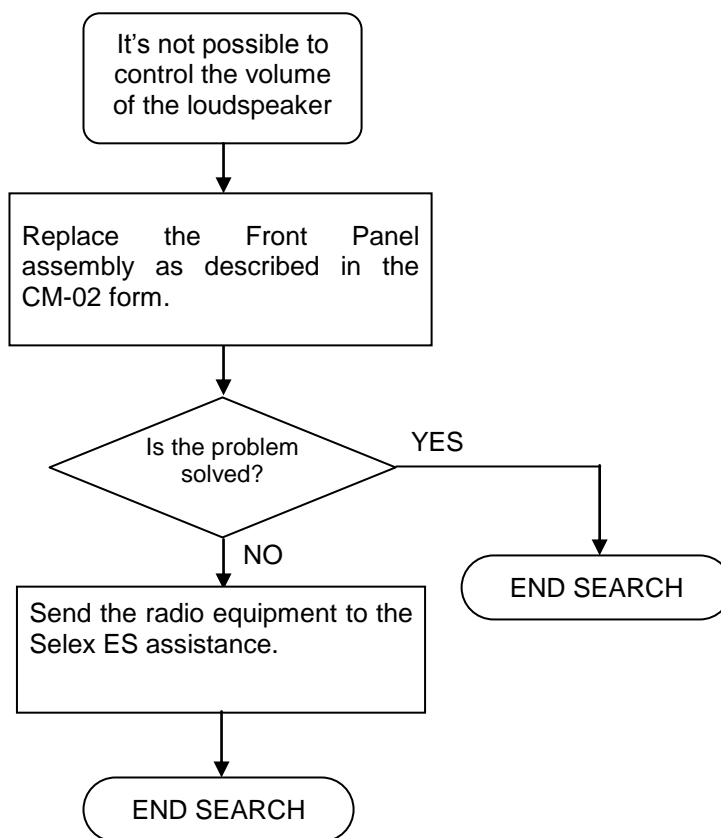 It’s not possible to
control the volume
of the loudspeaker
Replace the Front Panel
assembly as described in the
CM-02 form.
Is the problem
solved?
YES
NO
END SEARCH
Send the radio equipment to the
Selex ES assistance.
END SEARCH